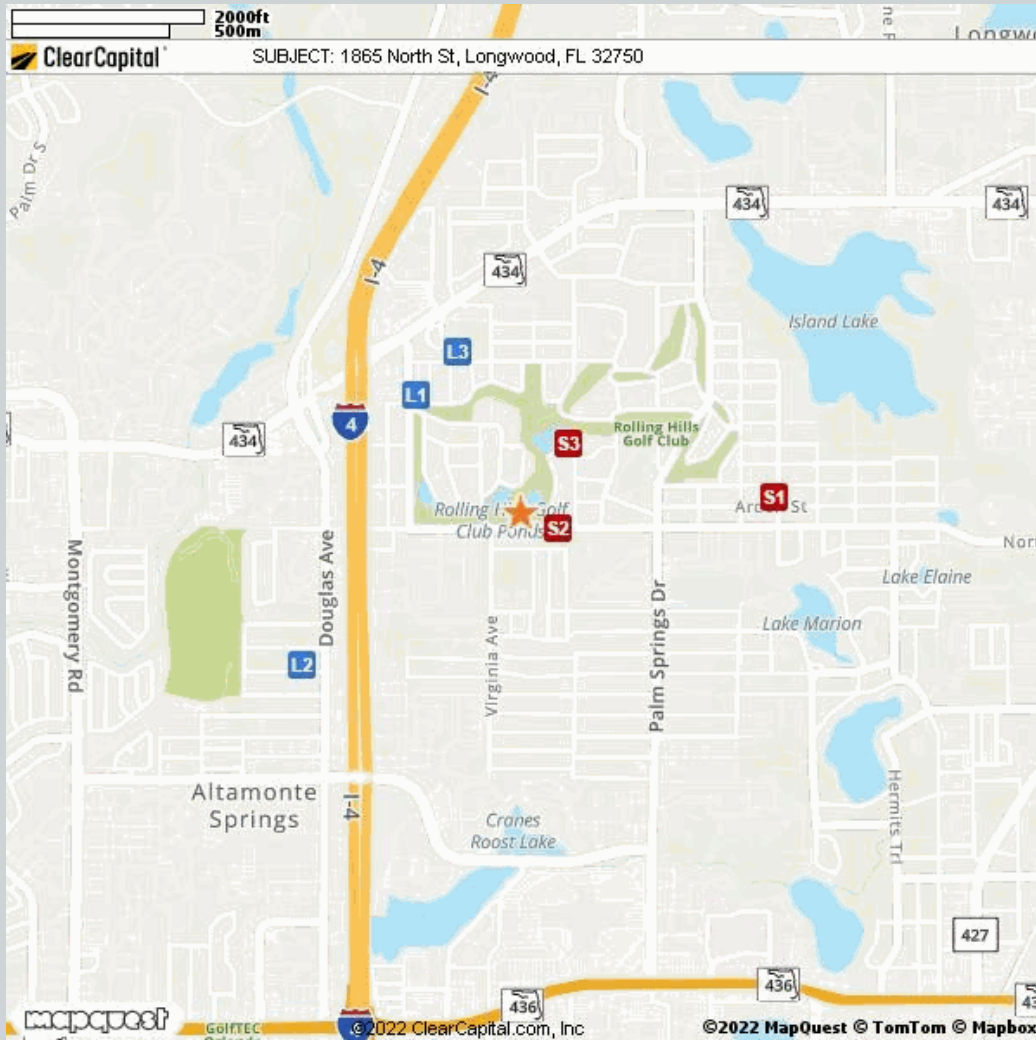 2000ft
500m
ClearCapital
SUBJECT: 1865 North St, Longwood, FL 32750
I-4
Palm Dr S
434
434
I-4
434
Island Lake
L3
L1
4
434
Rolling Hills
Golf Club
S3
S1
S2
Club Ponds
Douglas Ave
Montgomery Rd
Lake Elaine
Lake Marion
Virginia Ave
Palm Springs Dr
L2
Altamonte
Springs
I-4
Cranes
Roost Lake
Hermits Trl
427
436
436
mapquest
GolfTEC
©2022 ClearCapital.com, Inc
©2022 MapQuest © TomTom © Mapbox